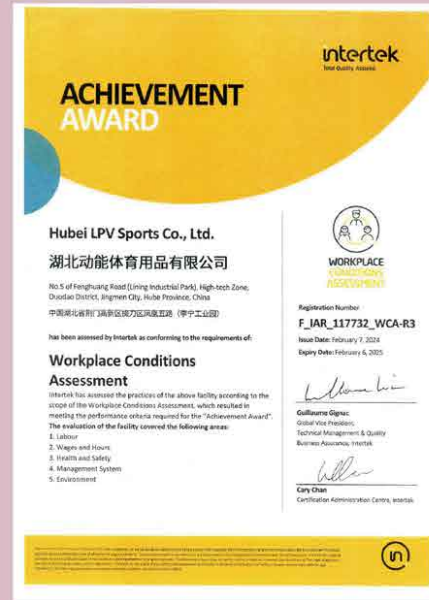 intertek
Total Quality. Assured.
ACHIEVEMENT
AWARD
Hubei LPV Sports Co., Ltd.
湖北动能体育用品有限公司
No.5 of Fenghuang Road (Lining Industrial Park), High-tech Zone,
Duodao District, Jingmen City, Hube Province, China
中国湖北省荆门高新区掇刀区凤凰五路（李宁工业园）
has been assessed by Intertek as conforming to the requirements of:
Workplace Conditions
Assessment
Intertek has assessed the practices of the above facility according to the
scope of the Workplace Conditions Assessment, which resulted in
meeting the performance criteria required for the "Achievement Award".
The evaluation of the facility covered the following areas:
1. Labour
2. Wages and Hours
3. Health and Safety
4. Management System
5. Environment
WORKPLACE
CONDITIONS
ASSESSMENT
Registration Number
F_IAR_117732_WCA-R3
Issue Date: February 7, 2024
Expiry Date: February 6, 2025
Guillaume Gignac
Global Vice President,
Technical Management & Quality
Business Assurance, Intertek
Cary Chan
Certification Administration Centre, Intertek
in